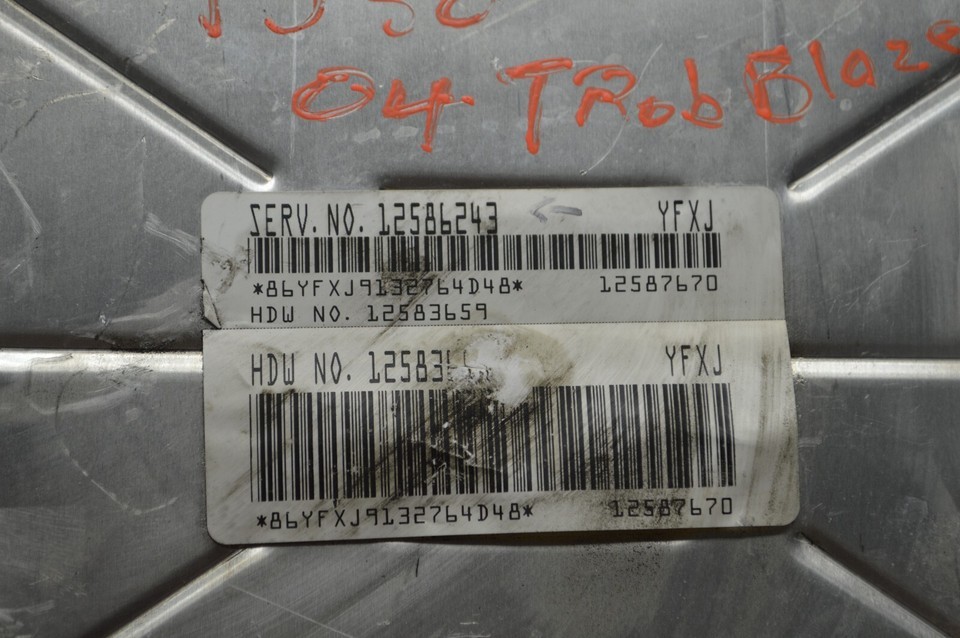 04 TRob Blaze
SERV. NO. 12586243 YFXJ
*86YFXJ9132764D48* 12587670
HDW NO. 12583659
HDW NO. YFXJ
*86YFXJ9132764D48* 12587670